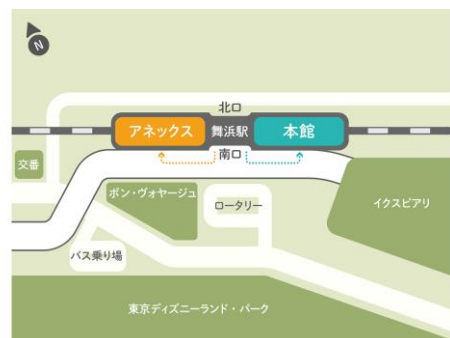 N
北口
アネックス
舞浜駅
本館
南口
交番
ボン・ヴォヤージュ
ロータリー
イクスピアリ
バス乗り場
東京ディズニーランド・パーク